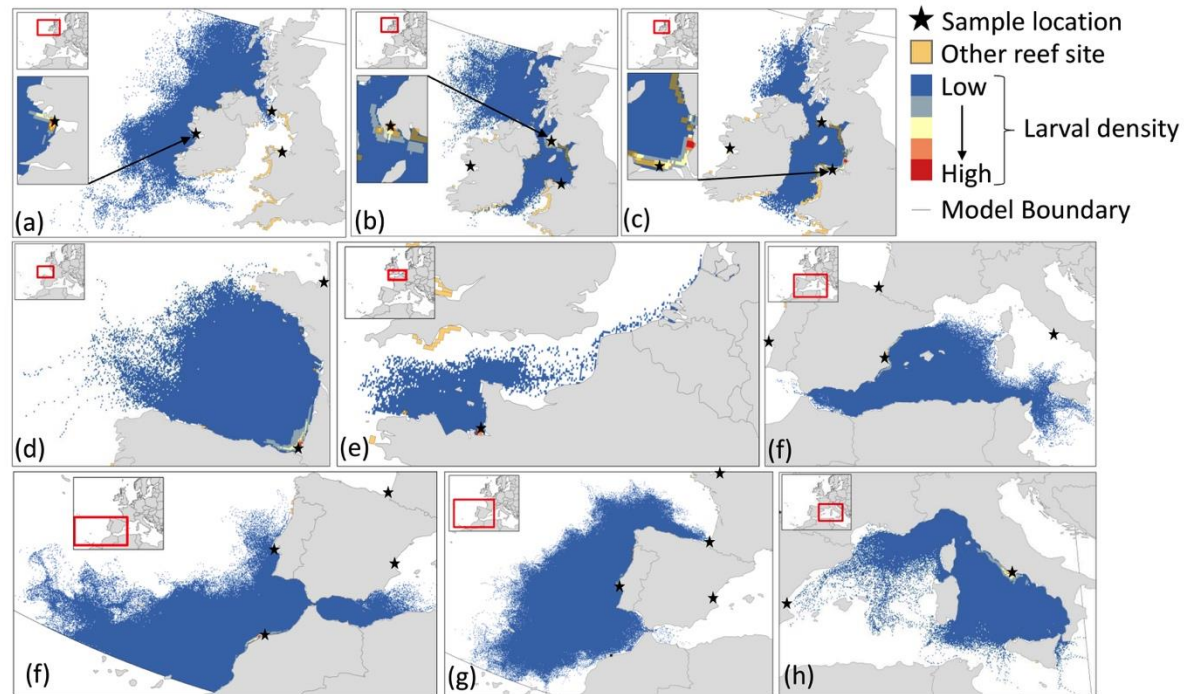 Sample location
Other reef site
Low
Larval density
High
Model Boundary
(a)
(b)
(c)
(d)
(e)
(f)
(f)
(g)
(h)